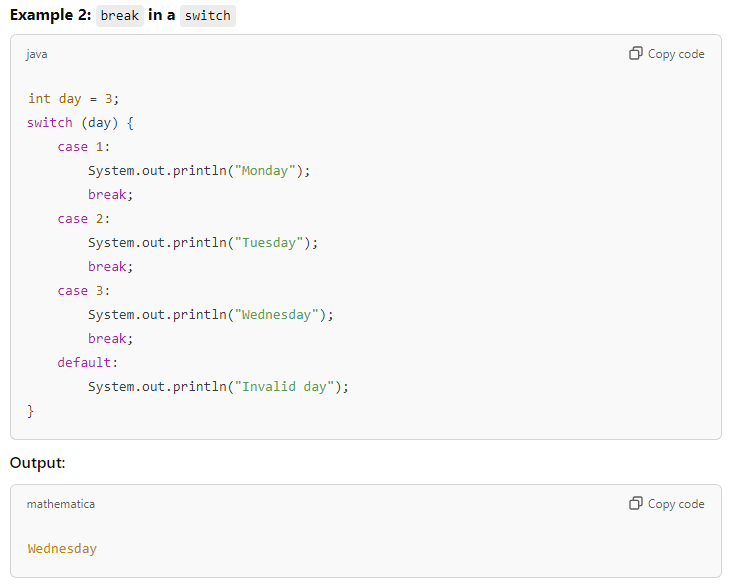 Example 2: break in a switch
java
Copy code
int day = 3;
switch (day) {
    case 1:
        System.out.println("Monday");
        break;
    case 2:
        System.out.println("Tuesday");
        break;
    case 3:
        System.out.println("Wednesday");
        break;
    default:
        System.out.println("Invalid day");
}
Output:
mathematica
Copy code
Wednesday